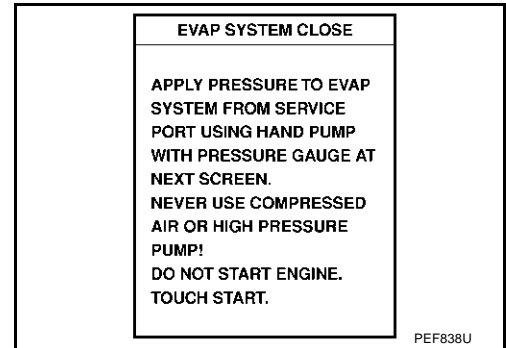 EVAP SYSTEM CLOSE
APPLY PRESSURE TO EVAP
SYSTEM FROM SERVICE
PORT USING HAND PUMP
WITH PRESSURE GAUGE AT
NEXT SCREEN.
NEVER USE COMPRESSED
AIR OR HIGH PRESSURE
PUMP!
DO NOT START ENGINE.
TOUCH START.
PEF838U